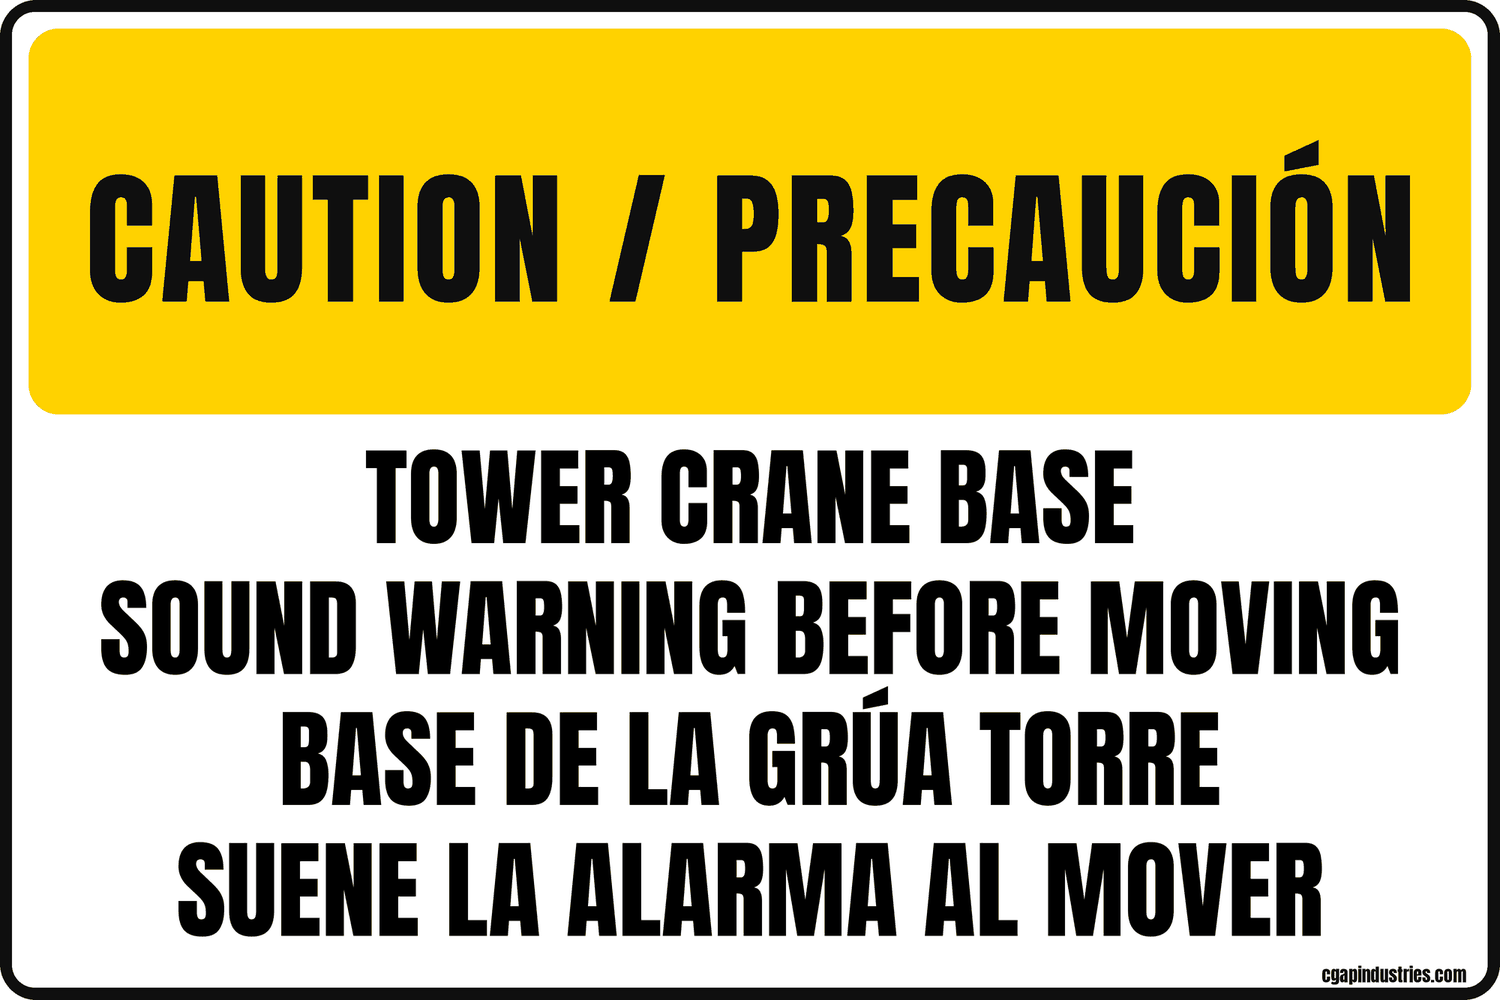 CAUTION / PRECAUCIÓN
TOWER CRANE BASE
SOUND WARNING BEFORE MOVING
BASE DE LA GRÚA TORRE
SUENE LA ALARMA AL MOVER
cgapindustries.com